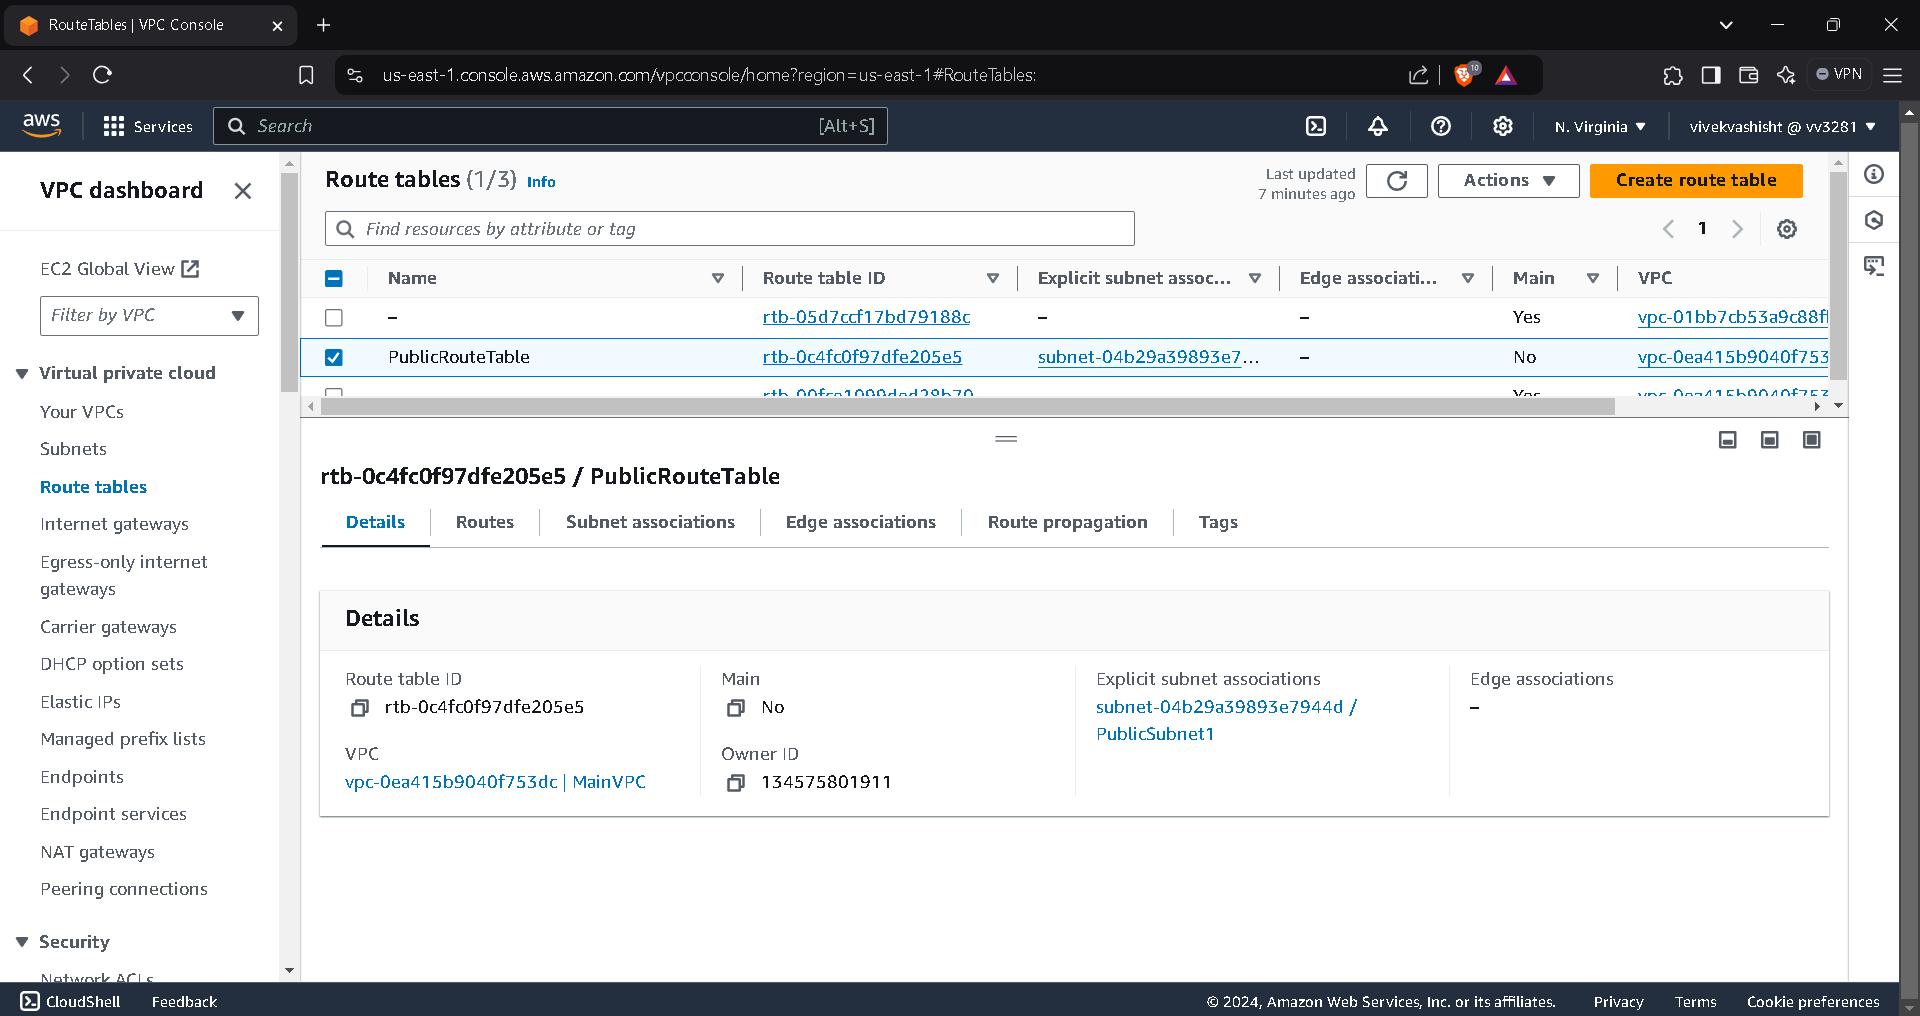 RouteTables | VPC Console
us-east-1.console.aws.amazon.com/vpcconsole/home?region=us-east-1#RouteTables:
10
VPN
aws
Services
Search
[Alt+S]
N. Virginia
vivekvashisht @ vv3281
VPC dashboard
EC2 Global View
Filter by VPC
Virtual private cloud
Your VPCs
Subnets
Route tables
Internet gateways
Egress-only internet
gateways
Carrier gateways
DHCP option sets
Elastic IPs
Managed prefix lists
Endpoints
Endpoint services
NAT gateways
Peering connections
Security
Network ACLs
Route tables (1/3) Info
Last updated
7 minutes ago
Actions
Create route table
Find resources by attribute or tag
1
Name Route table ID Explicit subnet assoc... Edge associati... Main VPC
– rtb-05d7ccf17bd79188c – – Yes vpc-01bb7cb53a9c88f
PublicRouteTable rtb-0c4fc0f97dfe205e5 subnet-04b29a39893e7... – No vpc-0ea415b9040f753
Yes vpc-0ea415b9040f753
rtb-0c4fc0f97dfe205e5 / PublicRouteTable
Details Routes Subnet associations Edge associations Route propagation Tags
Details
Route table ID
rtb-0c4fc0f97dfe205e5
VPC
vpc-0ea415b9040f753dc | MainVPC
Main
No
Owner ID
134575801911
Explicit subnet associations
subnet-04b29a39893e7944d /
PublicSubnet1
Edge associations
–
CloudShell Feedback
© 2024, Amazon Web Services, Inc. or its affiliates. Privacy Terms Cookie preferences